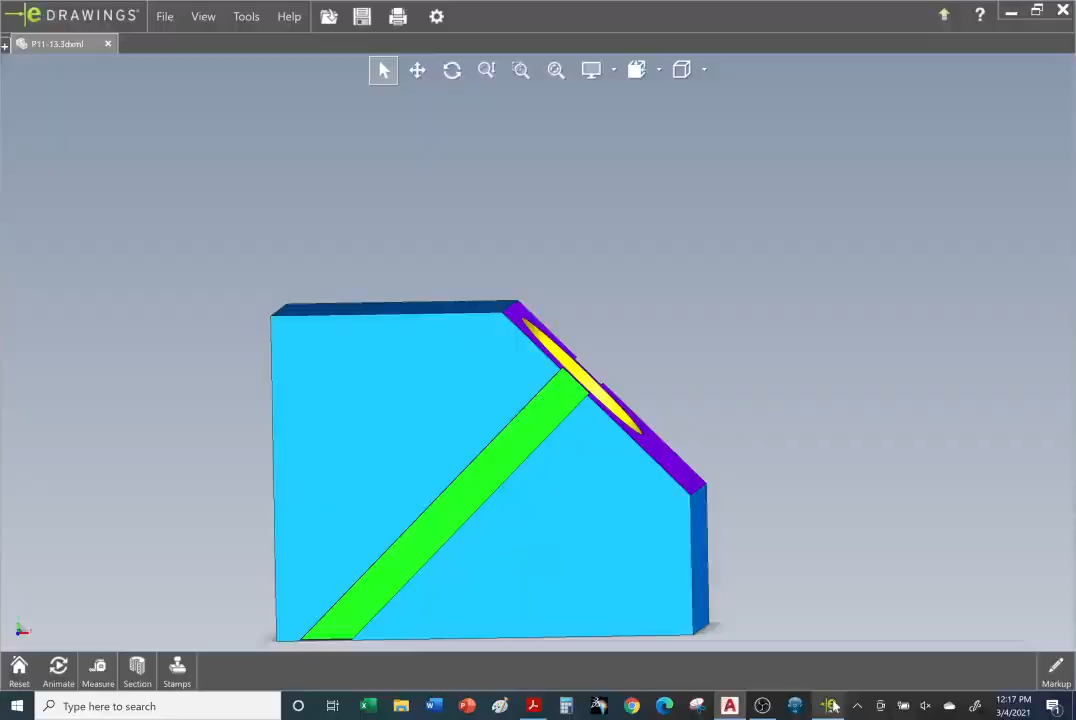 eDRAWINGS®
File View Tools Help
?
P11-13.3dxml
Reset Animate Measure Section Stamps Markup
Type here to search
12:17 PM
3/4/2021